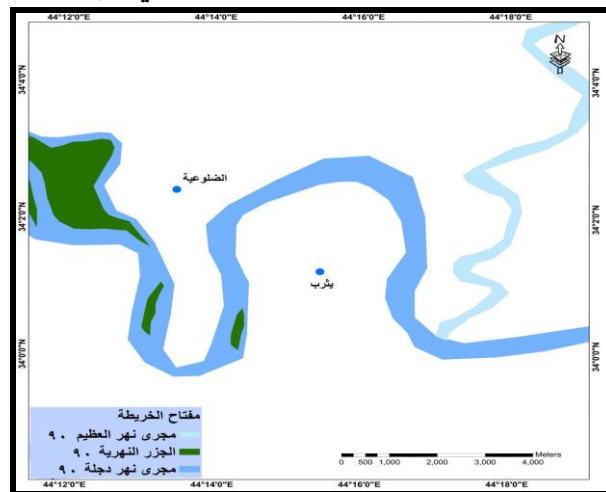 44°12'0"E 44°14'0"E 44°16'0"E 44°18'0"E
N
34°4'0"N 34°4'0"N
الضلوعية
34°2'0"N 34°2'0"N
يثرب
34°0'0"N 34°0'0"N
مفتاح الخريطة
مجرى نهر العظيم ٩٠
الجزر النهرية ٩٠
مجرى نهر دجلة ٩٠
Meters
0 500 1,000 2,000 3,000 4,000
44°12'0"E 44°14'0"E 44°16'0"E 44°18'0"E